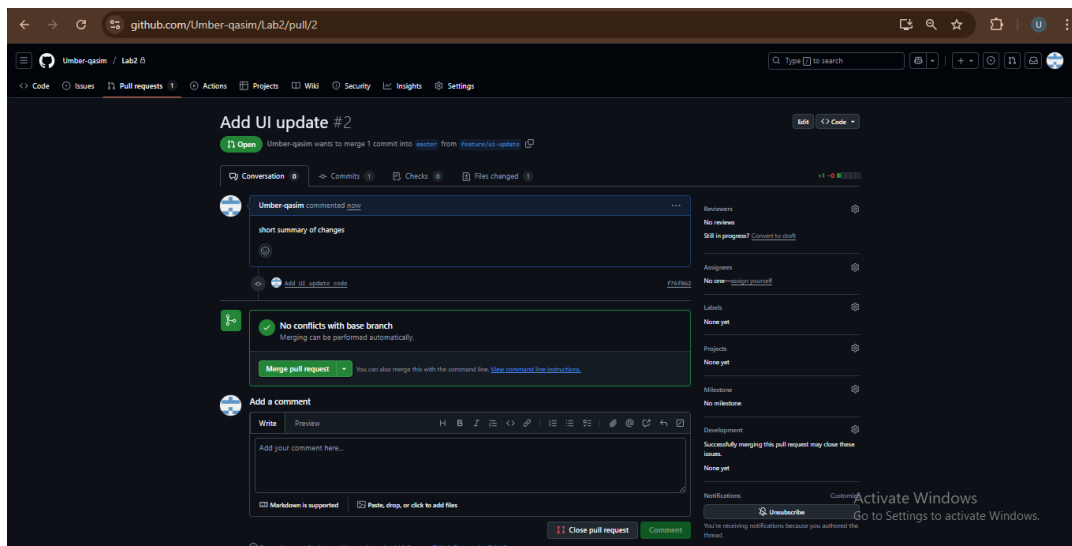 github.com/Umber-qasim/Lab2/pull/2
U
Umber-qasim / Lab2
Type / to search
Code Issues Pull requests 1 Actions Projects Wiki Security Insights Settings
Add UI update #2
Edit Code
Open Umber-qasim wants to merge 1 commit into master from feature/ui-update
Conversation 0 Commits 1 Checks 0 Files changed 1 +1 −0
Umber-qasim commented now
short summary of changes
Add UI update code f76f062
No conflicts with base branch
Merging can be performed automatically.
Merge pull request You can also merge this with the command line. View command line instructions.
Add a comment
Write Preview
Add your comment here...
Markdown is supported Paste, drop, or click to add files
Close pull request Comment
Reviewers
No reviews
Still in progress? Convert to draft
Assignees
No one—assign yourself
Labels
None yet
Projects
None yet
Milestone
No milestone
Development
Successfully merging this pull request may close these
issues.
None yet
Notifications Customize
Unsubscribe
You're receiving notifications because you authored the
thread.
Activate Windows
Go to Settings to activate Windows.